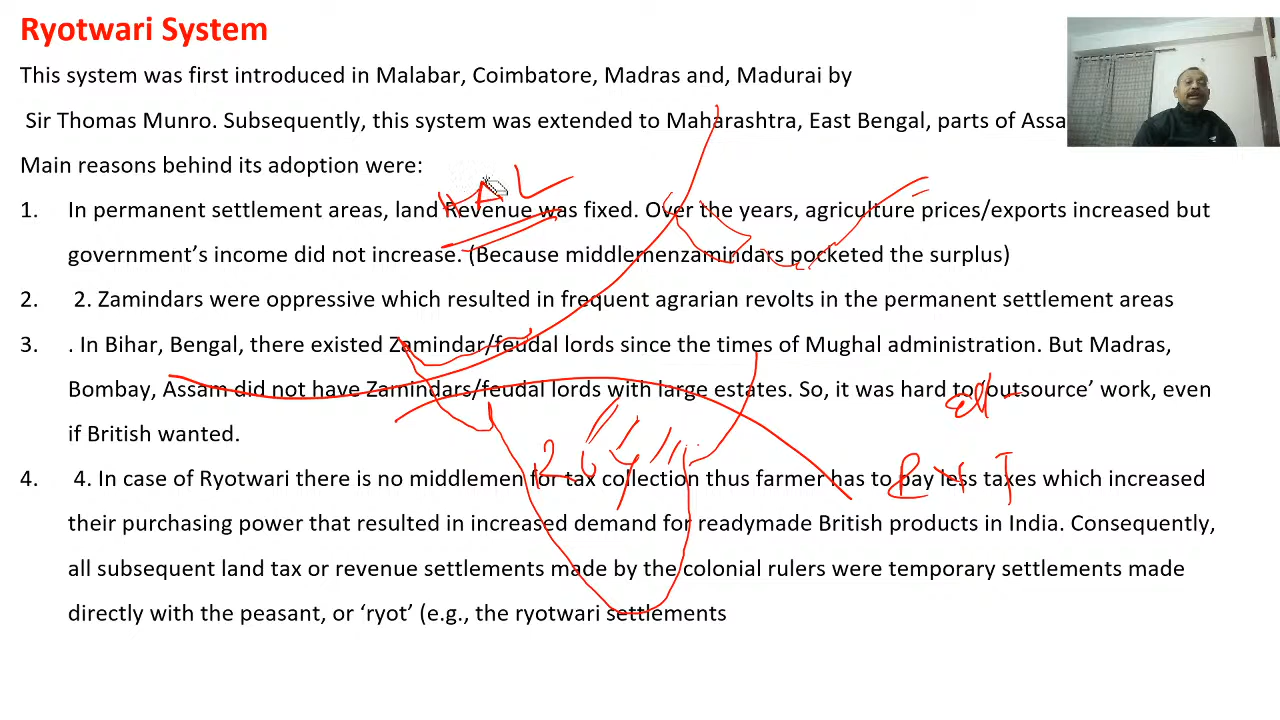 Ryotwari System
This system was first introduced in Malabar, Coimbatore, Madras and, Madurai by
Sir Thomas Munro. Subsequently, this system was extended to Maharashtra, East Bengal, parts of Assa
Main reasons behind its adoption were:
HAL
1. In permanent settlement areas, land Revenue was fixed. Over the years, agriculture prices/exports increased but
government’s income did not increase. (Because middlemenzamindars pocketed the surplus)
2. 2. Zamindars were oppressive which resulted in frequent agrarian revolts in the permanent settlement areas
3. . In Bihar, Bengal, there existed Zamindar/feudal lords since the times of Mughal administration. But Madras,
Bombay, Assam did not have Zamindars/feudal lords with large estates. So, it was hard to ‘outsource’ work, even
if British wanted.
4. 4. In case of Ryotwari there is no middlemen for tax collection thus farmer has to pay less taxes which increased
their purchasing power that resulted in increased demand for readymade British products in India. Consequently,
all subsequent land tax or revenue settlements made by the colonial rulers were temporary settlements made
directly with the peasant, or ‘ryot’ (e.g., the ryotwari settlements